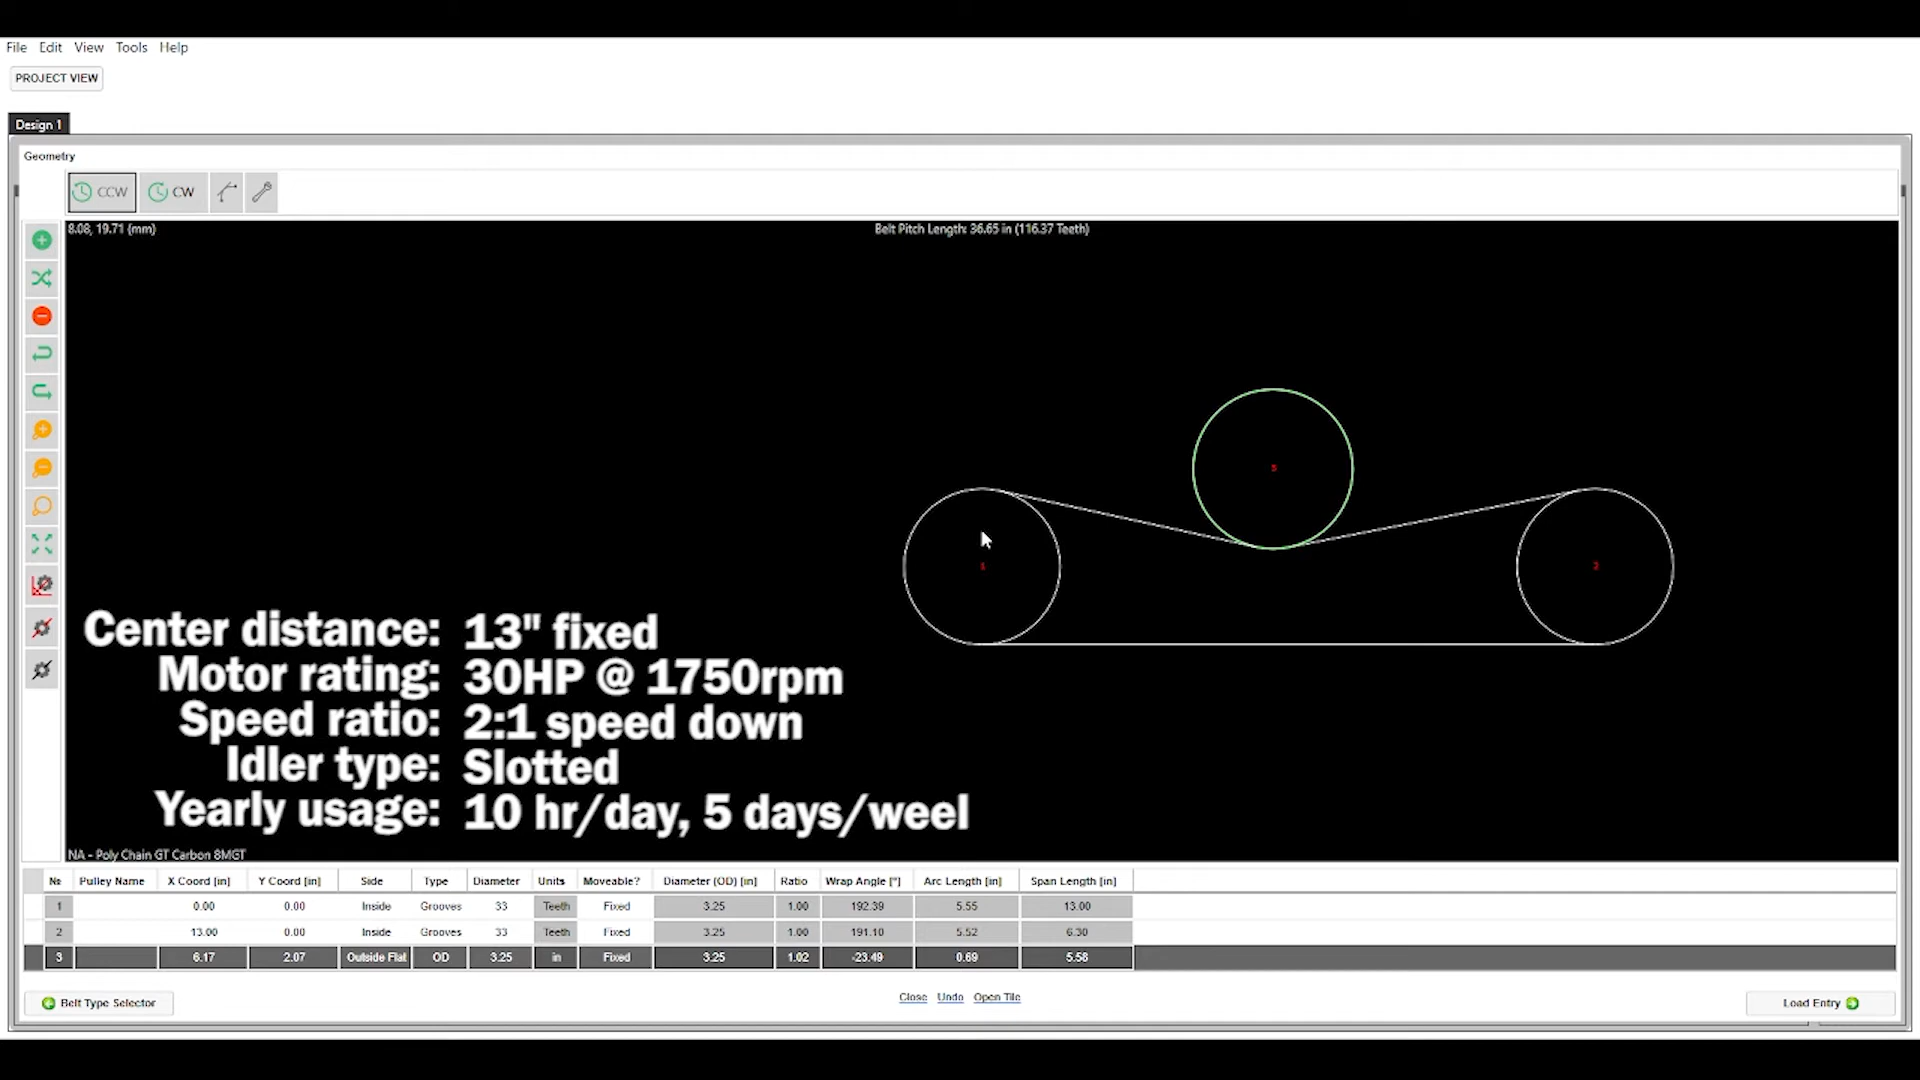 File Edit View Tools Help
PROJECT VIEW
Design 1
Geometry
CCW CW
8.08, 19.71 (mm)
Belt Pitch Length: 36.65 in (116.37 Teeth)
3
1
2
Center distance: 13" fixed
Motor rating: 30HP @ 1750rpm
Speed ratio: 2:1 speed down
Idler type: Slotted
Yearly usage: 10 hr/day, 5 days/weel
NA - Poly Chain GT Carbon 8MGT
№ Pulley Name X Coord [in] Y Coord [in] Side Type Diameter Units Moveable? Diameter (OD) [in] Ratio Wrap Angle [°] Arc Length [in] Span Length [in]
1 0.00 0.00 Inside Grooves 33 Teeth Fixed 3.25 1.00 192.39 5.55 13.00
2 13.00 0.00 Inside Grooves 33 Teeth Fixed 3.25 1.00 191.10 5.52 6.30
3 6.17 2.07 Outside Flat OD 3.25 in Fixed 3.25 1.02 -23.49 0.69 5.58
Belt Type Selector
Close Undo Open Tile
Load Entry